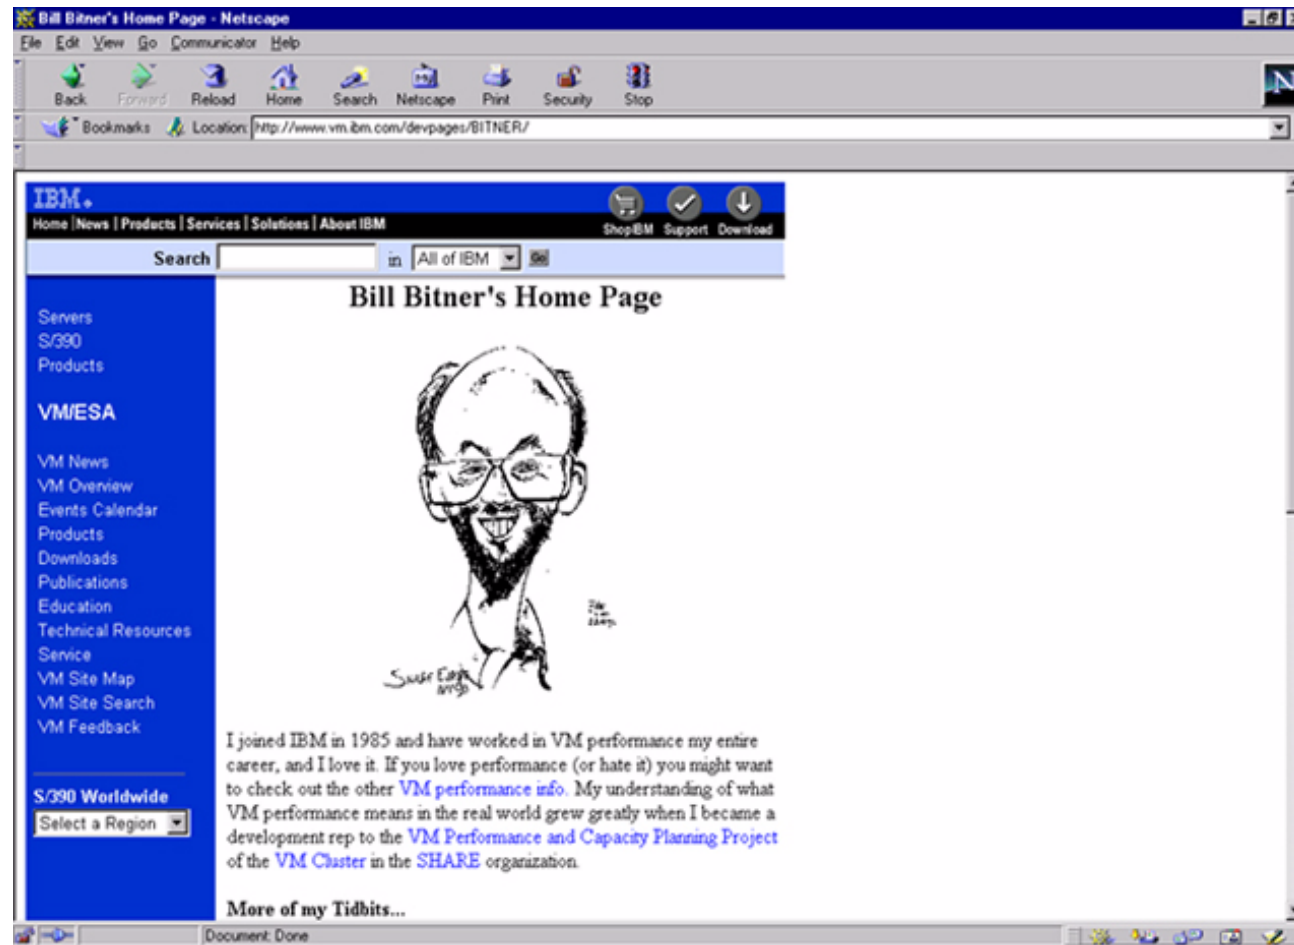 Bill Bitner's Home Page - Netscape
File Edit View Go Communicator Help
Back Forward Reload Home Search Netscape Print Security Stop
Bookmarks Location: http://www.vm.ibm.com/devpages/BITNER/
IBM
Home | News | Products | Services | Solutions | About IBM
ShopIBM Support Download
Search in All of IBM Go
Bill Bitner's Home Page
Servers
S/390
Products
VM/ESA
VM News
VM Overview
Events Calendar
Products
Downloads
Publications
Education
Technical Resources
Service
VM Site Map
VM Site Search
VM Feedback
S/390 Worldwide
Select a Region
I joined IBM in 1985 and have worked in VM performance my entire
career, and I love it. If you love performance (or hate it) you might want
to check out the other VM performance info. My understanding of what
VM performance means in the real world grew greatly when I became a
development rep to the VM Performance and Capacity Planning Project
of the VM Cluster in the SHARE organization.
More of my Tidbits...
Document: Done